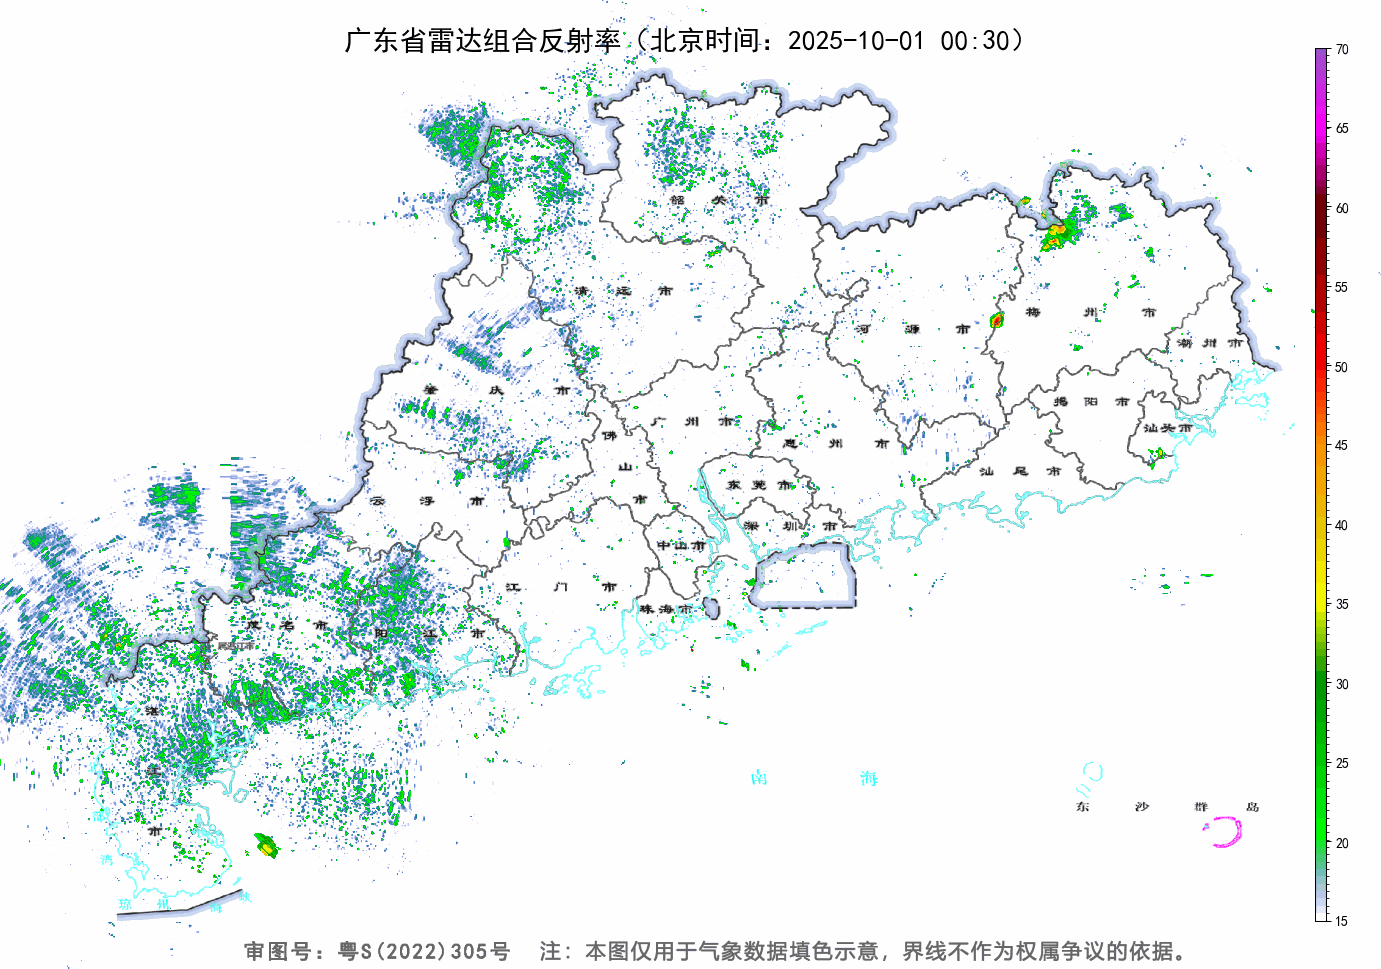 广东省雷达组合反射率（北京时间：2025-10-01 00:30）
70
65
60
55
50
45
40
35
30
25
20
15
韶关市
清远市
河源市
梅州市
潮州市
肇庆市
揭阳市
广州市
佛山市
惠州市
汕头市
云浮市
东莞市
汕尾市
深圳市
中山市
江门市
珠海市
茂名市
阳江市
属湛江市
湛江市
南海
东沙群岛
湾
琼州海峡
审图号：粤S(2022)305号 注：本图仅用于气象数据填色示意，界线不作为权属争议的依据。